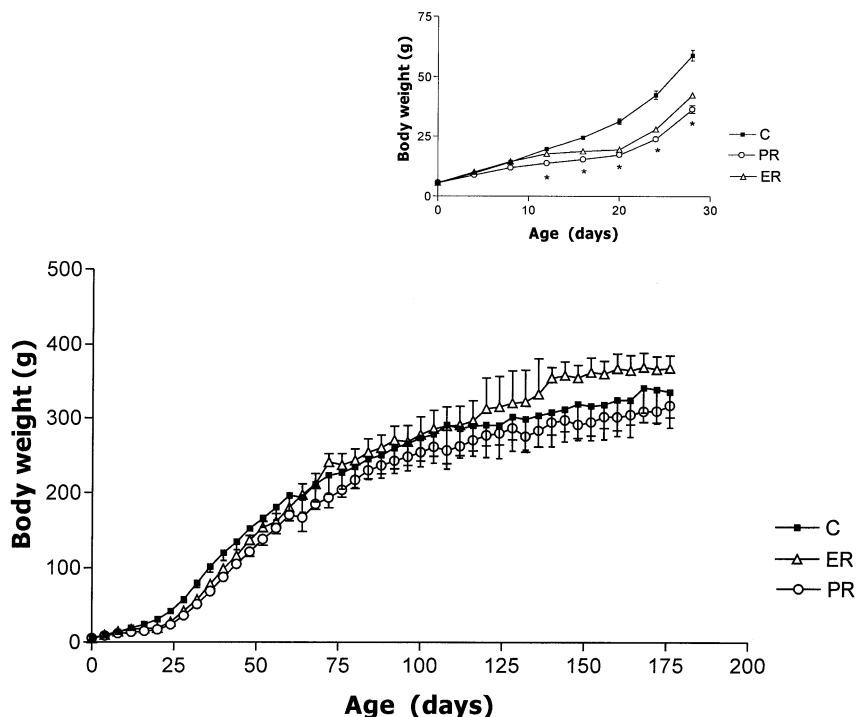 75
50
25
0
Body weight (g)
* * * * *
0 10 20 30
Age (days)
C
PR
ER
500
400
300
200
100
0
Body weight (g)
0 25 50 75 100 125 150 175 200
Age (days)
C
ER
PR